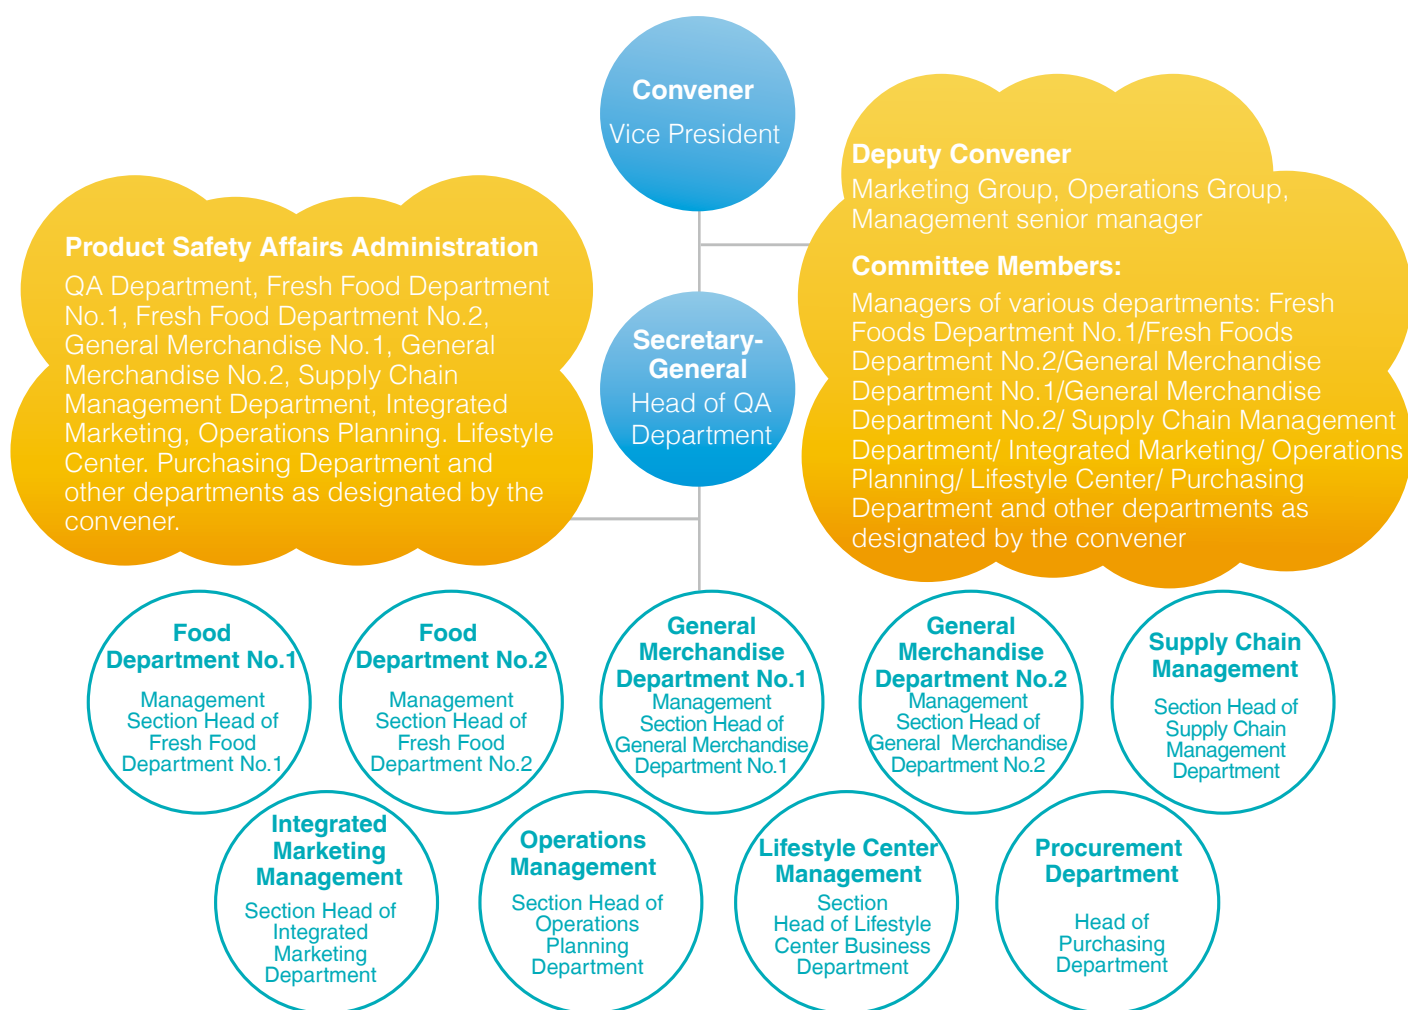 Convener
Vice President
Deputy Convener
Marketing Group, Operations Group,
Management senior manager
Committee Members:
Managers of various departments: Fresh
Foods Department No.1/Fresh Foods
Department No.2/General Merchandise
Department No.1/General Merchandise
Department No.2/ Supply Chain Management
Department/ Integrated Marketing/ Operations
Planning/ Lifestyle Center/ Purchasing
Department and other departments as
designated by the convener
Product Safety Affairs Administration
QA Department, Fresh Food Department
No.1, Fresh Food Department No.2,
General Merchandise No.1, General
Merchandise No.2, Supply Chain
Management Department, Integrated
Marketing, Operations Planning. Lifestyle
Center. Purchasing Department and
other departments as designated by the
convener.
Secretary-
General
Head of QA
Department
Food
Department No.1
Management
Section Head of
Fresh Food
Department No.1
Food
Department No.2
Management
Section Head of
Fresh Food
Department No.2
General
Merchandise
Department No.1
Management
Section Head of
General Merchandise
Department No.1
General
Merchandise
Department No.2
Management
Section Head of
General Merchandise
Department No.2
Supply Chain
Management
Section Head of
Supply Chain
Management
Department
Integrated
Marketing
Management
Section Head of
Integrated
Marketing
Department
Operations
Management
Section Head of
Operations
Planning
Department
Lifestyle Center
Management
Section
Head of Lifestyle
Center Business
Department
Procurement
Department
Head of
Purchasing
Department